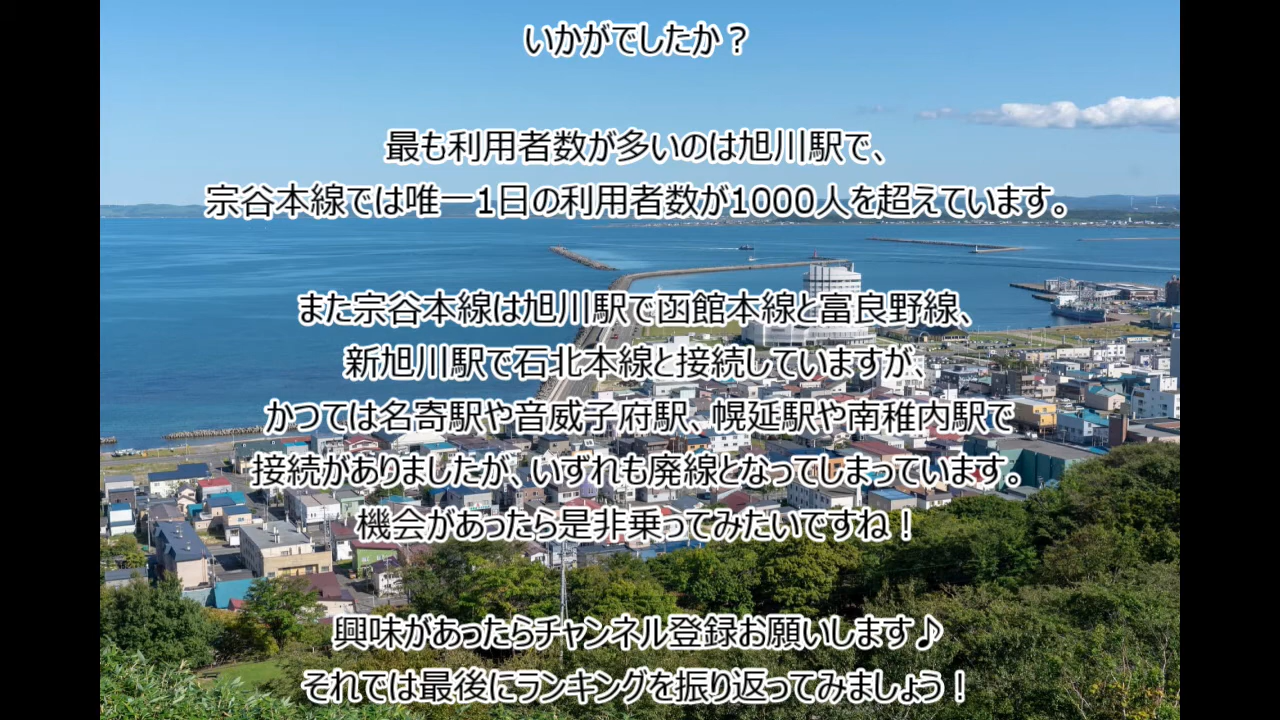 いかがでしたか？
最も利用者数が多いのは旭川駅で、
宗谷本線では唯一1日の利用者数が1000人を超えています。
また宗谷本線は旭川駅で函館本線と富良野線、
新旭川駅で石北本線と接続していますが、
かつては名寄駅や音威子府駅、幌延駅や南稚内駅で
接続がありましたが、いずれも廃線となってしまっています。
機会があったら是非乗ってみたいですね！
興味があったらチャンネル登録お願いします♪
それでは最後にランキングを振り返ってみましょう！